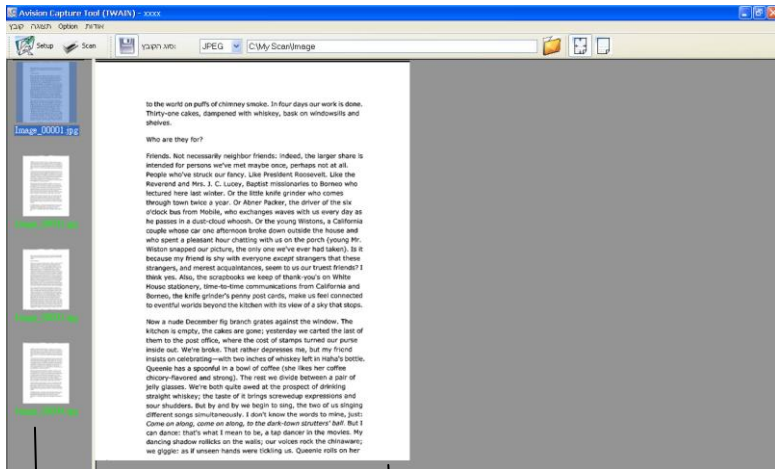 Avision Capture Tool (TWAIN) - xxxx
קובץ תצוגה Option אודות
Setup Scan סוג הקובץ: JPEG C:\My Scan\Image
Image_00001.jpg
to the world on puffs of chimney smoke. In four days our work is done.
Thirty-one cakes, dampened with whiskey, bask on windowsills and
shelves.
Who are they for?
Friends. Not necessarily neighbor friends: indeed, the larger share is
intended for persons we've met maybe once, perhaps not at all.
People who've struck our fancy. Like President Roosevelt. Like the
Reverend and Mrs. J. C. Lucey, Baptist missionaries to Borneo who
lectured here last winter. Or the little knife grinder who comes
through town twice a year. Or Abner Packer, the driver of the six
o'clock bus from Mobile, who exchanges waves with us every day as
he passes in a dust-cloud whoosh. Or the young Wistons, a California
couple whose car one afternoon broke down outside the house and
who spent a pleasant hour chatting with us on the porch (young Mr.
Wiston snapped our picture, the only one we've ever had taken). Is it
because my friend is shy with everyone except strangers that these
strangers, and merest acquaintances, seem to us our truest friends? I
think yes. Also, the scrapbooks we keep of thank-you's on White
House stationery, time-to-time communications from California and
Borneo, the knife grinder's penny post cards, make us feel connected
to eventful worlds beyond the kitchen with its view of a sky that stops.
Now a nude December fig branch grates against the window. The
kitchen is empty, the cakes are gone; yesterday we carted the last of
them to the post office, where the cost of stamps turned our purse
inside out. We're broke. That rather depresses me, but my friend
insists on celebrating—with two inches of whiskey left in Haha's bottle.
Queenie has a spoonful in a bowl of coffee (she likes her coffee
chicory-flavored and strong). The rest we divide between a pair of
jelly glasses. We're both quite awed at the prospect of drinking
straight whiskey; the taste of it brings screwedup expressions and
sour shudders. But by and by we begin to sing, the two of us singing
different songs simultaneously. I don't know the words to mine, just:
Come on along, come on along, to the dark-town strutters' ball. But I
can dance: that's what I mean to be, a tap dancer in the movies. My
dancing shadow rollicks on the walls; our voices rock the chinaware;
we giggle: as if unseen hands were tickling us. Queenie rolls on her